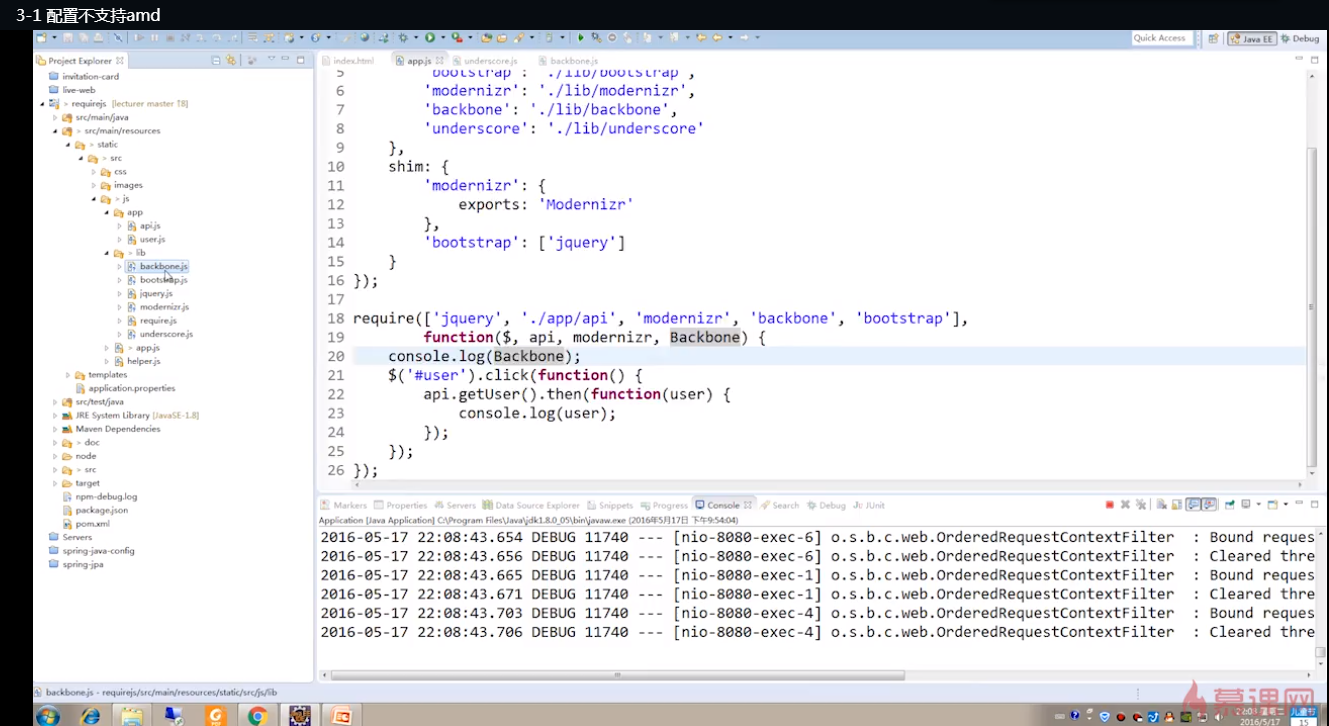 3-1 配置不支持amd
Quick Access
Java EE
Debug
Project Explorer
index.html
app.js
underscore.js
backbone.js
invitation-card
live-web
> requirejs [lecturer master ↑8]
src/main/java
> src/main/resources
> static
> src
css
images
> js
app
api.js
user.js
> lib
backbone.js
bootstrap.js
jquery.js
modernizr.js
require.js
underscore.js
> app.js
helper.js
templates
application.properties
src/test/java
JRE System Library [JavaSE-1.8]
Maven Dependencies
> doc
node
> src
target
npm-debug.log
package.json
pom.xml
Servers
spring-java-config
spring-jpa
5 'bootstrap': './lib/bootstrap',
6 'modernizr': './lib/modernizr',
7 'backbone': './lib/backbone',
8 'underscore': './lib/underscore'
9 },
10 shim: {
11 'modernizr': {
12 exports: 'Modernizr'
13 },
14 'bootstrap': ['jquery']
15 }
16 });
17
18 require(['jquery', './app/api', 'modernizr', 'backbone', 'bootstrap'],
19 function($, api, modernizr, Backbone) {
20 console.log(Backbone);
21 $('#user').click(function() {
22 api.getUser().then(function(user) {
23 console.log(user);
24 });
25 });
26 });
Markers
Properties
Servers
Data Source Explorer
Snippets
Progress
Console
Search
Debug
JUnit
Application [Java Application] C:\Program Files\Java\jdk1.8.0_05\bin\javaw.exe (2016年5月17日 下午9:54:04)
2016-05-17 22:08:43.654 DEBUG 11740 --- [nio-8080-exec-6] o.s.b.c.web.OrderedRequestContextFilter : Bound reques
2016-05-17 22:08:43.656 DEBUG 11740 --- [nio-8080-exec-6] o.s.b.c.web.OrderedRequestContextFilter : Cleared thre
2016-05-17 22:08:43.665 DEBUG 11740 --- [nio-8080-exec-1] o.s.b.c.web.OrderedRequestContextFilter : Bound reques
2016-05-17 22:08:43.671 DEBUG 11740 --- [nio-8080-exec-1] o.s.b.c.web.OrderedRequestContextFilter : Cleared thre
2016-05-17 22:08:43.703 DEBUG 11740 --- [nio-8080-exec-4] o.s.b.c.web.OrderedRequestContextFilter : Bound reques
2016-05-17 22:08:43.706 DEBUG 11740 --- [nio-8080-exec-4] o.s.b.c.web.OrderedRequestContextFilter : Cleared thre
backbone.js - requirejs/src/main/resources/static/src/js/lib
慕课网
2016/5/17
儿童节
15